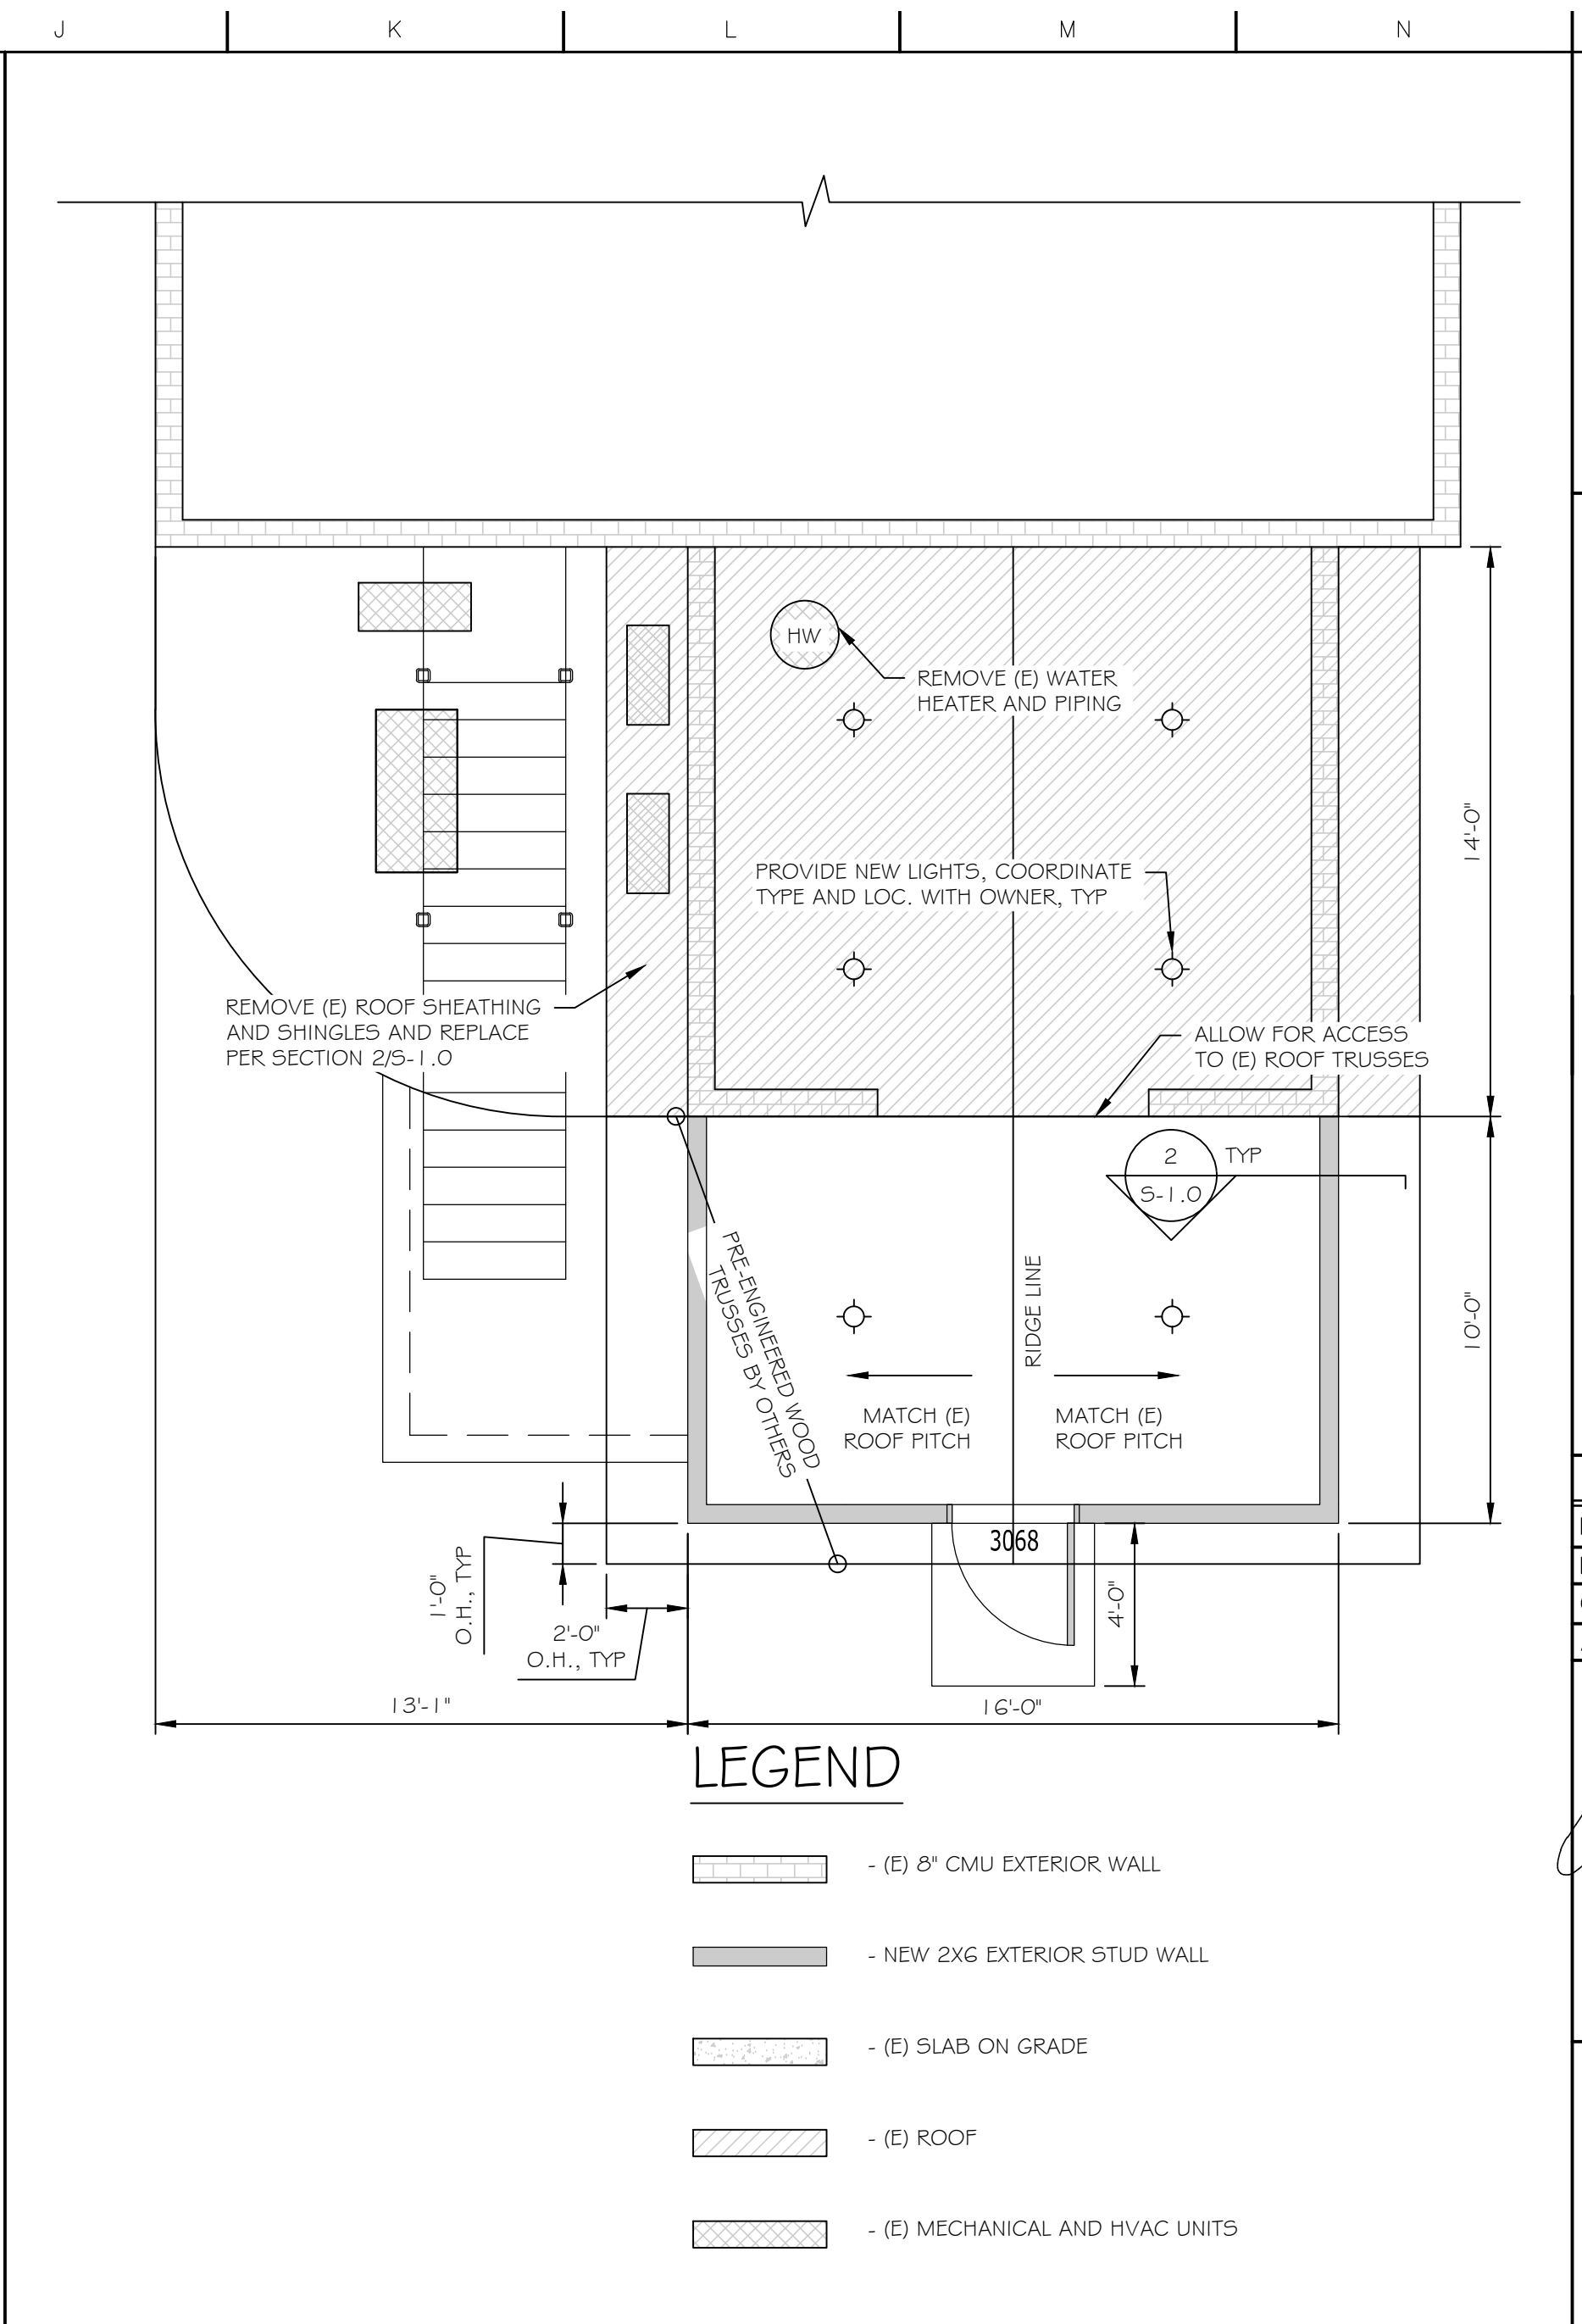 J
K
L
M
N
HW
REMOVE (E) WATER
HEATER AND PIPING
PROVIDE NEW LIGHTS, COORDINATE
TYPE AND LOC. WITH OWNER, TYP
14'-0"
REMOVE (E) ROOF SHEATHING
AND SHINGLES AND REPLACE
PER SECTION 2/S-1.0
ALLOW FOR ACCESS
TO (E) ROOF TRUSSES
2
TYP
S-1.0
PRE-ENGINEERED WOOD
TRUSSES BY OTHERS
RIDGE LINE
10'-0"
MATCH (E)
ROOF PITCH
MATCH (E)
ROOF PITCH
3068
1'-0"
O.H., TYP
2'-0"
O.H., TYP
4'-0"
13'-1"
16'-0"
LEGEND
- (E) 8" CMU EXTERIOR WALL
- NEW 2X6 EXTERIOR STUD WALL
- (E) SLAB ON GRADE
- (E) ROOF
- (E) MECHANICAL AND HVAC UNITS